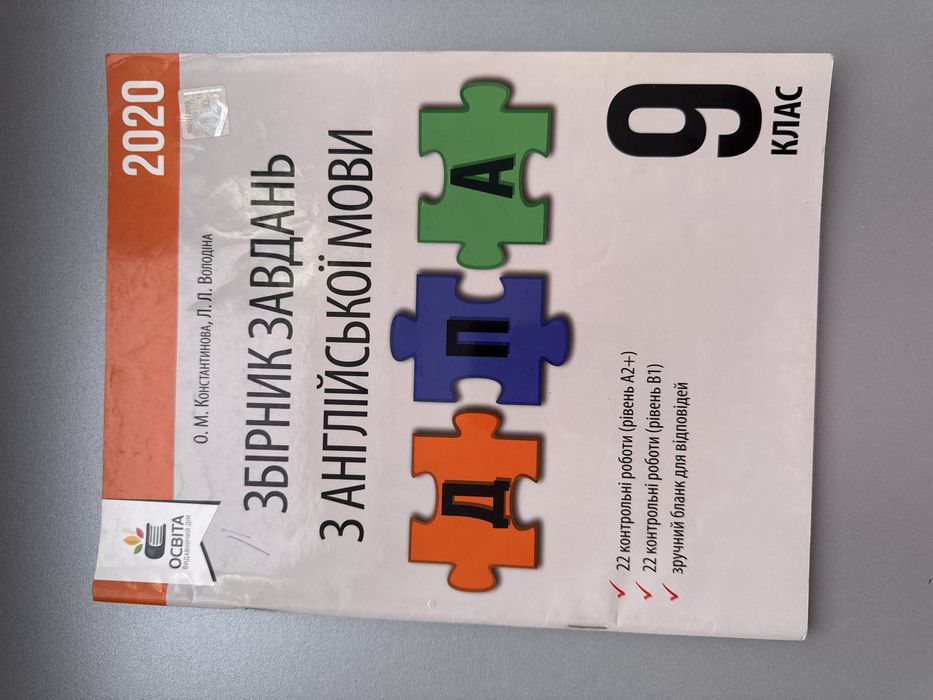 ОСВІТА
ВИДАВНИЧИЙ ДІМ
2020
О. М. Константинова, Л. Л. Володіна
ЗБІРНИК ЗАВДАНЬ
З АНГЛІЙСЬКОЇ МОВИ
ДПА
22 контрольні роботи (рівень А2+)
22 контрольні роботи (рівень В1)
зручний бланк для відповідей
9
КЛАС